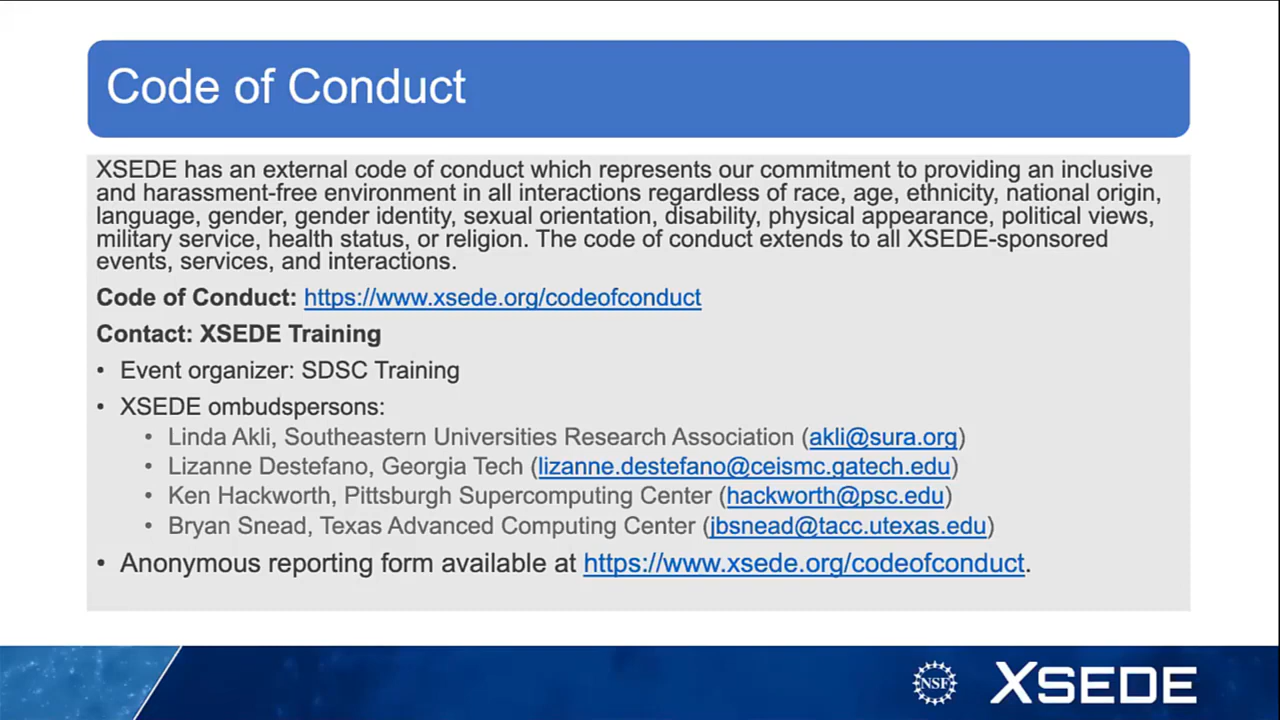 Code of Conduct
XSEDE has an external code of conduct which represents our commitment to providing an inclusive
and harassment-free environment in all interactions regardless of race, age, ethnicity, national origin,
language, gender, gender identity, sexual orientation, disability, physical appearance, political views,
military service, health status, or religion. The code of conduct extends to all XSEDE-sponsored
events, services, and interactions.
Code of Conduct: https://www.xsede.org/codeofconduct
Contact: XSEDE Training
• Event organizer: SDSC Training
• XSEDE ombudspersons:
• Linda Akli, Southeastern Universities Research Association (akli@sura.org)
• Lizanne Destefano, Georgia Tech (lizanne.destefano@ceismc.gatech.edu)
• Ken Hackworth, Pittsburgh Supercomputing Center (hackworth@psc.edu)
• Bryan Snead, Texas Advanced Computing Center (jbsnead@tacc.utexas.edu)
• Anonymous reporting form available at https://www.xsede.org/codeofconduct.
NSF
XSEDE